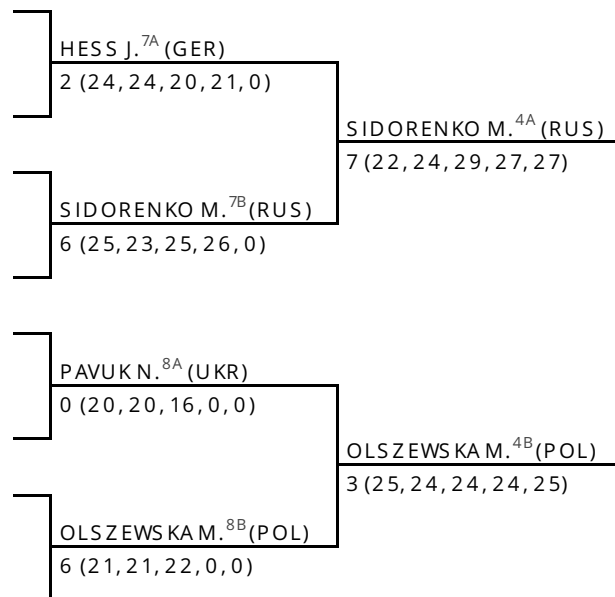 HESS J. 7A (GER)
2 (24,24,20,21,0)
SIDORENKO M. 4A (RUS)
7 (22,24,29,27,27)
SIDORENKO M. 7B (RUS)
6 (25,23,25,26,0)
PAVUK N. 8A (UKR)
0 (20,20,16,0,0)
OLSZEWSKA M. 4B (POL)
3 (25,24,24,24,25)
OLSZEWSKA M. 8B (POL)
6 (21,21,22,0,0)